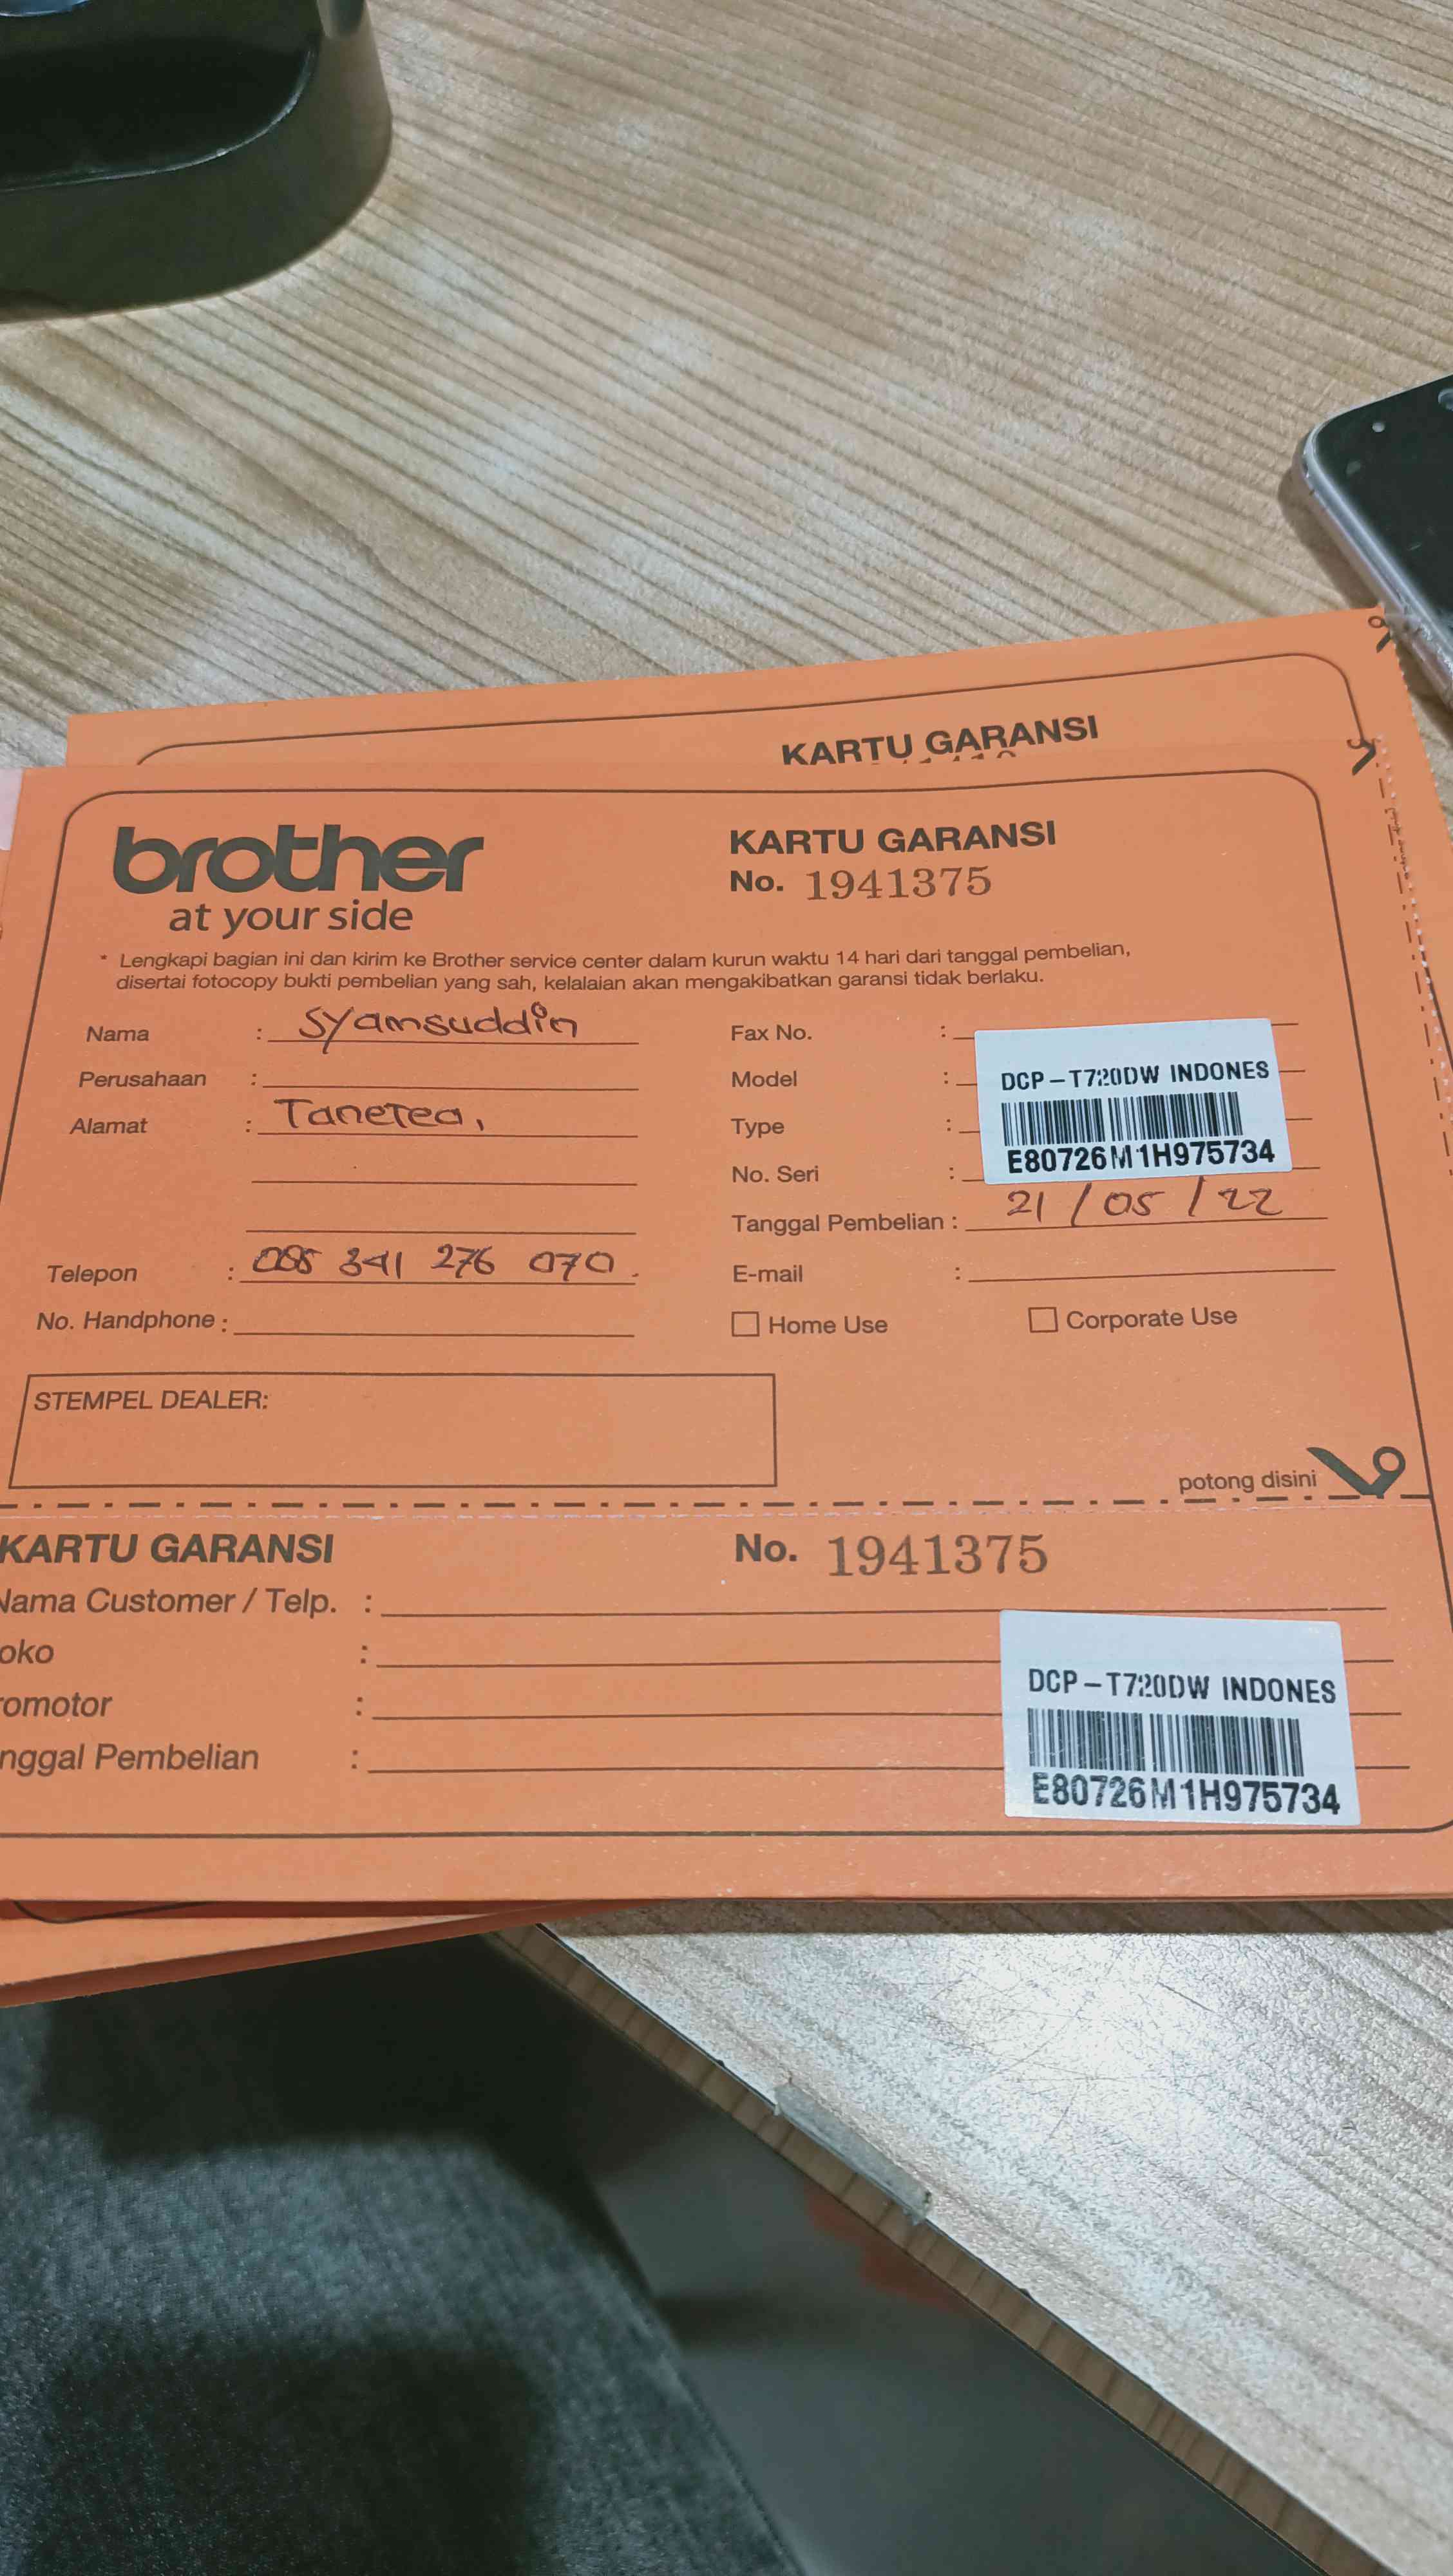 KARTU GARANSI
brother
at your side
KARTU GARANSI
No. 1941375
* Lengkapi bagian ini dan kirim ke Brother service center dalam kurun waktu 14 hari dari tanggal pembelian,
disertai fotocopy bukti pembelian yang sah, kelalaian akan mengakibatkan garansi tidak berlaku.
Nama : Syamsuddin
Perusahaan :
Alamat : Tanetea,
Telepon : 085 341 276 070.
No. Handphone :
Fax No. :
Model :
Type :
No. Seri :
DCP-T720DW INDONES
E80726M1H975734
Tanggal Pembelian : 21 / 05 / 22
E-mail :
Home Use
Corporate Use
STEMPEL DEALER:
potong disini
KARTU GARANSI
No. 1941375
Nama Customer / Telp. :
oko :
romotor :
nggal Pembelian :
DCP-T720DW INDONES
E80726M1H975734